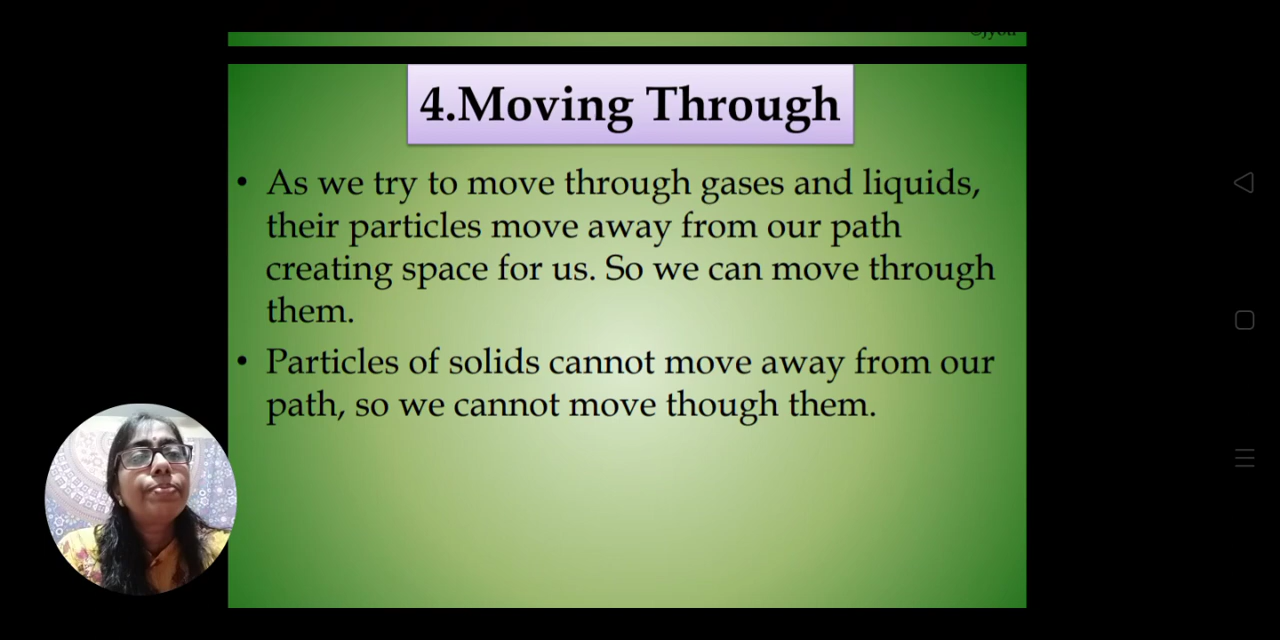 4.Moving Through
• As we try to move through gases and liquids,
their particles move away from our path
creating space for us. So we can move through
them.
• Particles of solids cannot move away from our
path, so we cannot move though them.